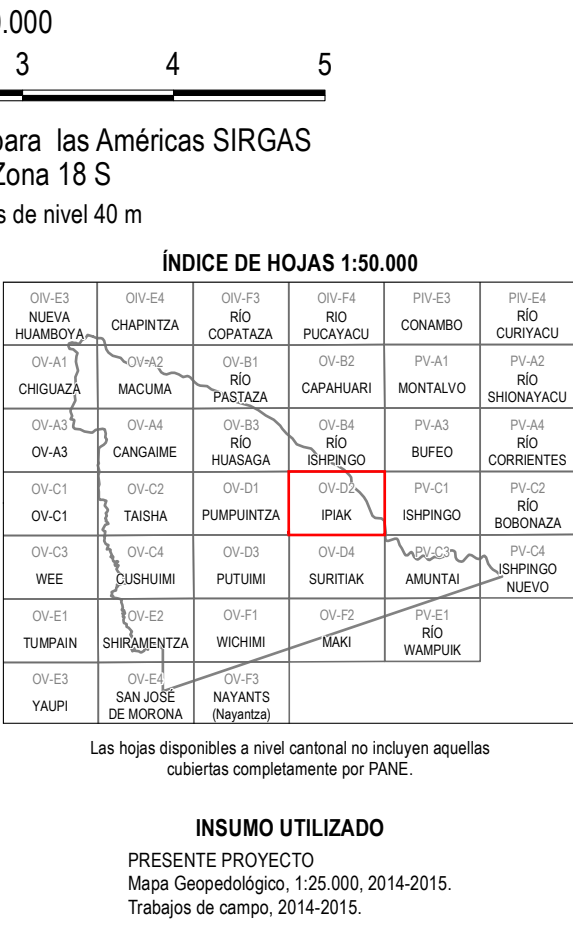 0.000
3 4 5
para las Américas SIRGAS
Zona 18 S
s de nivel 40 m
ÍNDICE DE HOJAS 1:50.000
OIV-E3 OIV-E4 OIV-F3 OIV-F4 PIV-E3 PIV-E4
NUEVA HUAMBOYA CHAPINTZA RÍO COPATAZA RIO PUCAYACU CONAMBO RÍO CURIYACU
OV-A1 OV-A2 OV-B1 OV-B2 PV-A1 PV-A2
CHIGUAZA MACUMA RÍO PASTAZA CAPAHUARI MONTALVO RÍO SHIONAYACU
OV-A3 OV-A4 OV-B3 OV-B4 PV-A3 PV-A4
OV-A3 CANGAIME RÍO HUASAGA RÍO ISHPINGO BUFEO RÍO CORRIENTES
OV-C1 OV-C2 OV-D1 OV-D2 PV-C1 PV-C2
OV-C1 TAISHA PUMPUINTZA IPIAK ISHPINGO RÍO BOBONAZA
OV-C3 OV-C4 OV-D3 OV-D4 PV-C3 PV-C4
WEE CUSHUIMI PUTUIMI SURITIAK AMUNTAI ISHPINGO NUEVO
OV-E1 OV-E2 OV-F1 OV-F2 PV-E1
TUMPAIN SHIRAMENTZA WICHIMI MAKI RÍO WAMPUIK
OV-E3 OV-E4 OV-F3
YAUPI SAN JOSÉ DE MORONA NAYANTS (Nayantza)
Las hojas disponibles a nivel cantonal no incluyen aquellas
cubiertas completamente por PANE.
INSUMO UTILIZADO
PRESENTE PROYECTO
Mapa Geopedológico, 1:25.000, 2014-2015.
Trabajos de campo, 2014-2015.